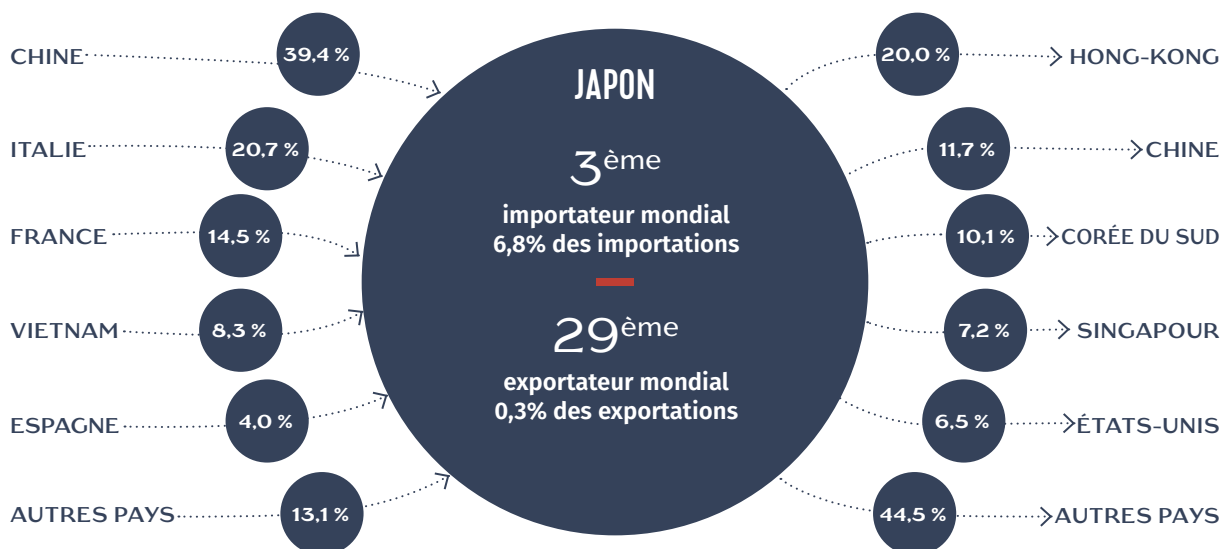 CHINE
39,4 %
ITALIE
20,7 %
FRANCE
14,5 %
VIETNAM
8,3 %
ESPAGNE
4,0 %
AUTRES PAYS
13,1 %
JAPON
3ème
importateur mondial
6,8% des importations
29ème
exportateur mondial
0,3% des exportations
20,0 %
HONG-KONG
11,7 %
CHINE
10,1 %
CORÉE DU SUD
7,2 %
SINGAPOUR
6,5 %
ÉTATS-UNIS
44,5 %
AUTRES PAYS